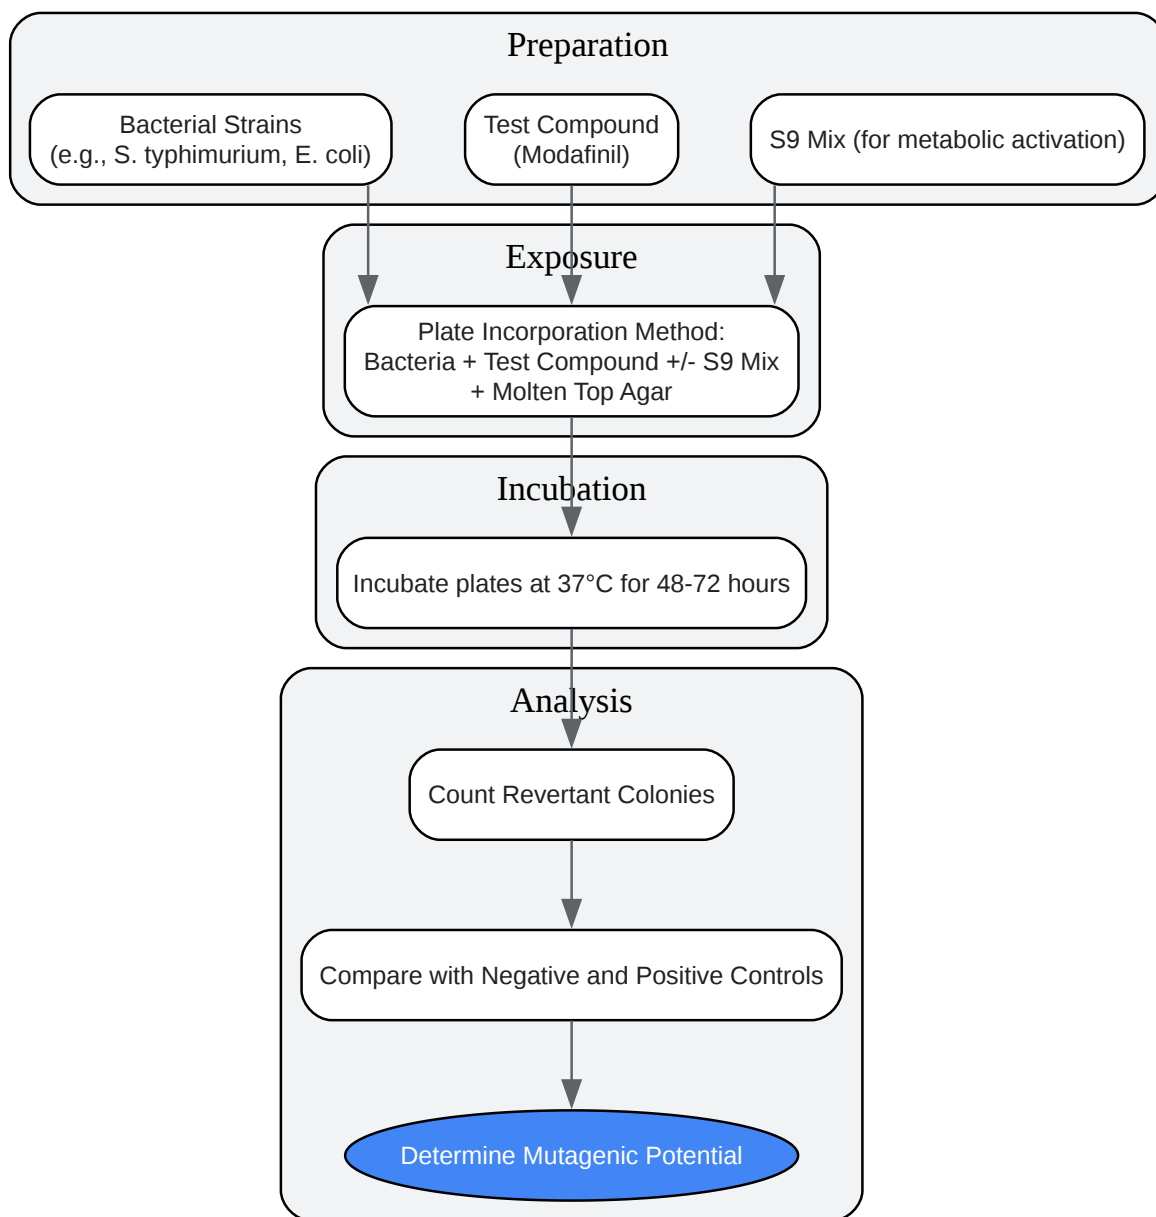 Preparation
Bacterial Strains
(e.g., S. typhimurium, E. coli)
Test Compound
(Modafinil)
S9 Mix (for metabolic activation)
Exposure
Plate Incorporation Method:
Bacteria + Test Compound +/- S9 Mix
+ Molten Top Agar
Incubation
Incubate plates at 37°C for 48-72 hours
Analysis
Count Revertant Colonies
Compare with Negative and Positive Controls
Determine Mutagenic Potential